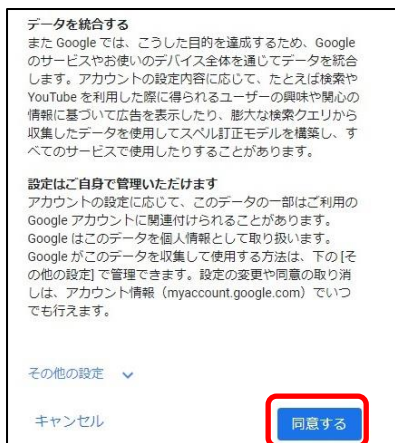 データを統合する
また Google では、こうした目的を達成するため、Google
のサービスやお使いのデバイス全体を通じてデータを統合
します。アカウントの設定内容に応じて、たとえば検索や
YouTube を利用した際に得られるユーザーの興味や関心の
情報に基づいて広告を表示したり、膨大な検索クエリから
収集したデータを使用してスペル訂正モデルを構築し、す
べてのサービスで使用したりすることがあります。
設定はご自身で管理いただけます
アカウントの設定に応じて、このデータの一部はご利用の
Google アカウントに関連付けられることがあります。
Google はこのデータを個人情報として取り扱います。
Google がこのデータを収集して使用する方法は、下の [そ
の他の設定] で管理できます。設定の変更や同意の取り消
しは、アカウント情報（myaccount.google.com）でいつ
でも行えます。
その他の設定
キャンセル
同意する